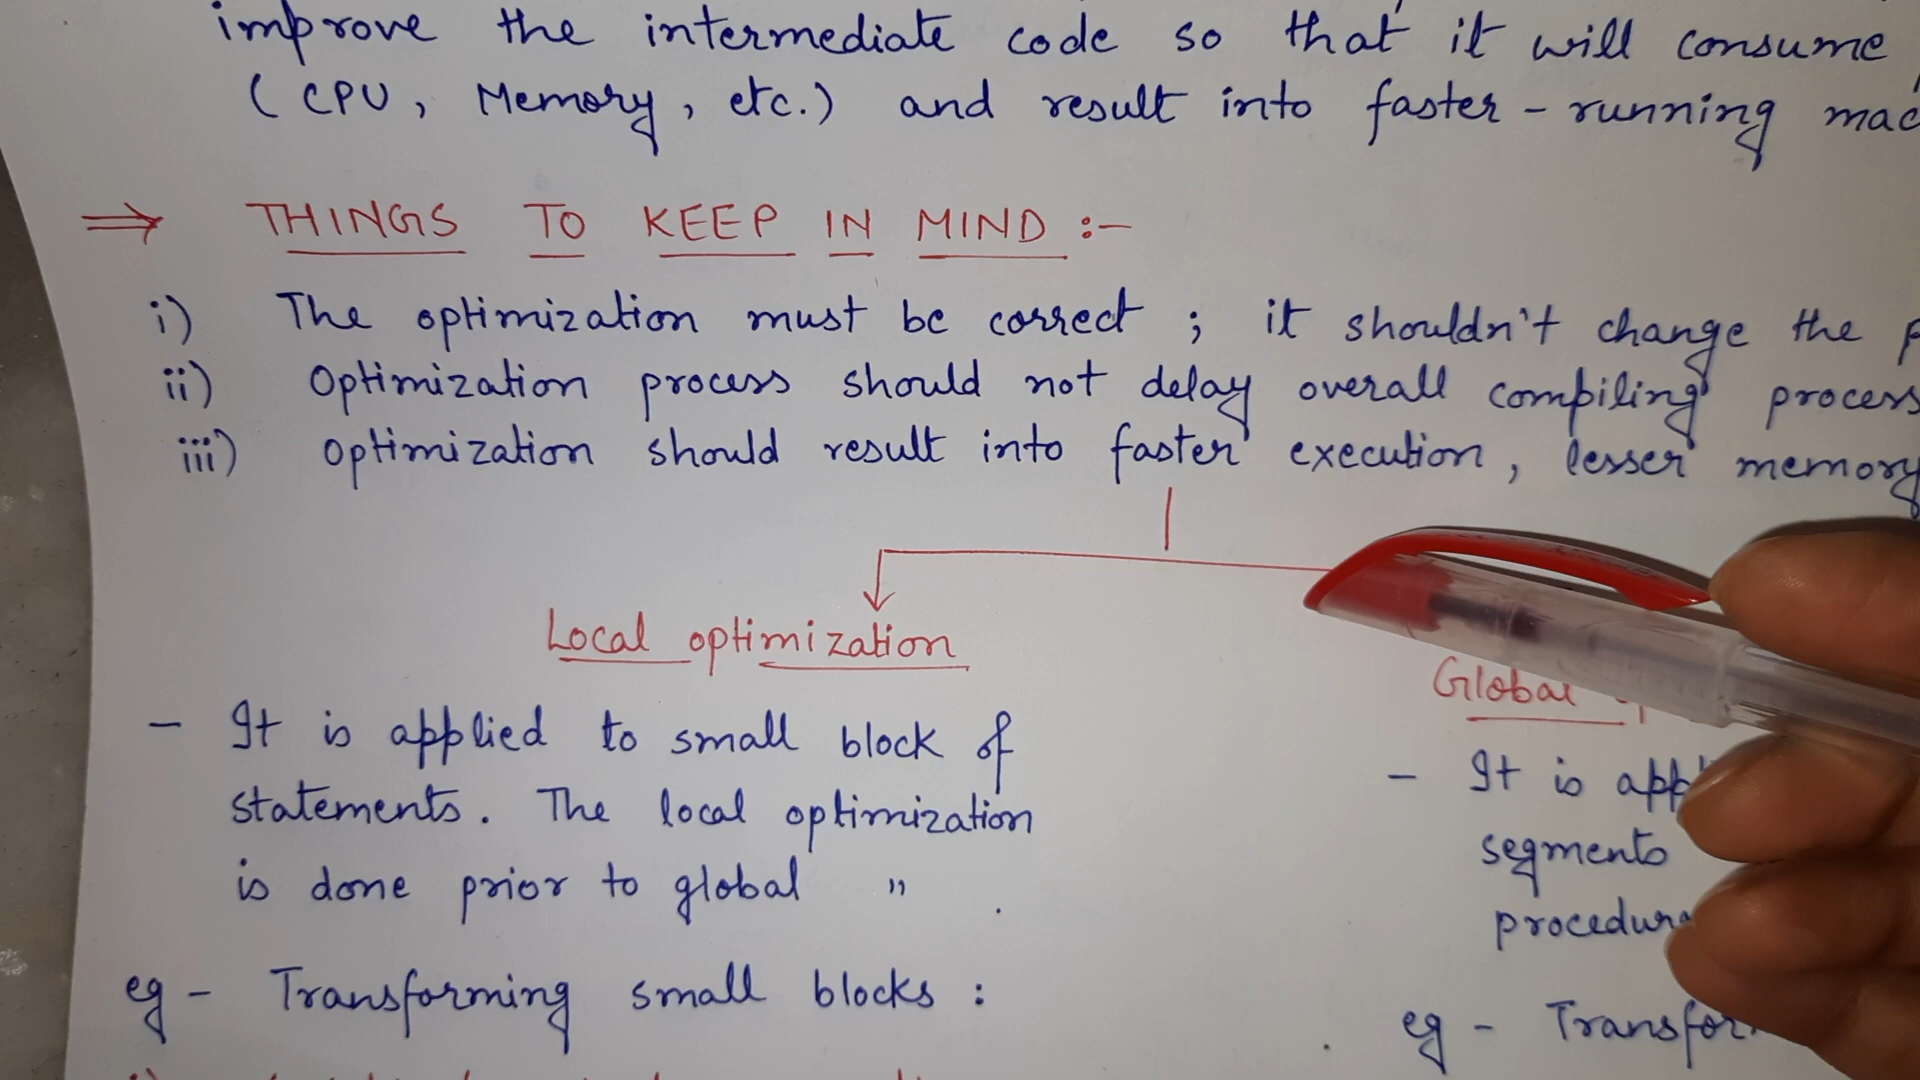 improve the intermediate code so that it will consume
( CPU, Memory, etc.) and result into faster-running
⇒ THINGS TO KEEP IN MIND :-
i) The optimization must be correct ; it shouldn't change the
ii) Optimization process should not delay overall compiling process
iii) Optimization should result into faster execution, lesser memory
Local optimization
- It is applied to small block of
statements. The local optimization
is done prior to global "
eg - Transforming small blocks :
Global
- It is
segments
eg -